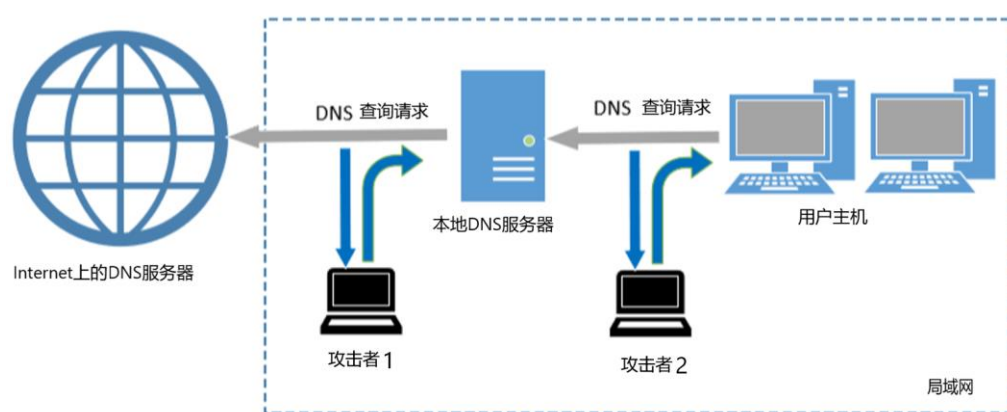 DNS 查询请求
DNS 查询请求
本地DNS服务器
用户主机
Internet上的DNS服务器
攻击者 1
攻击者 2
局域网